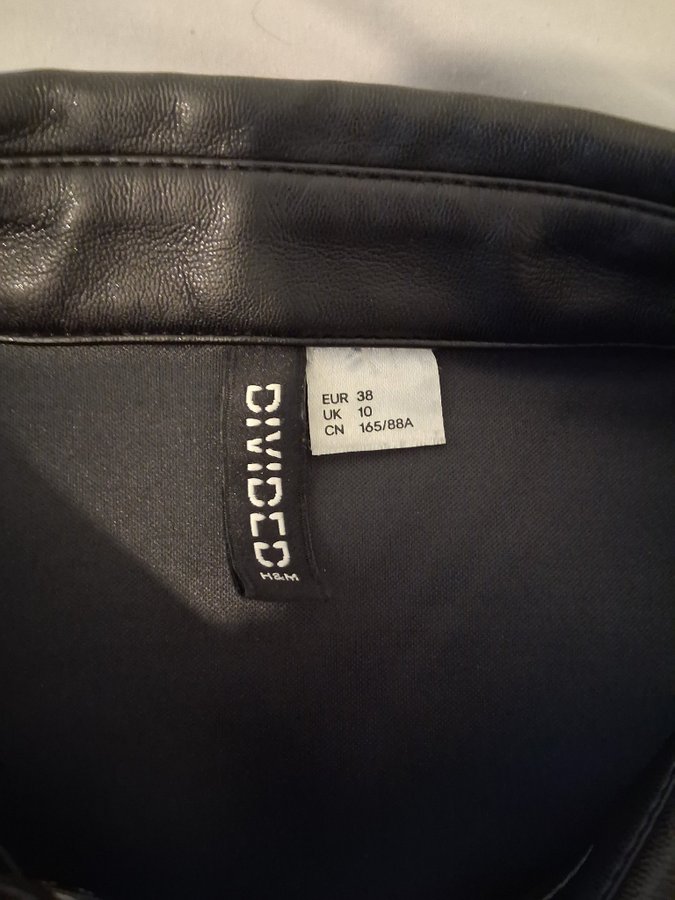 DIVIDED
H&M
EUR 38
UK 10
CN 165/88A